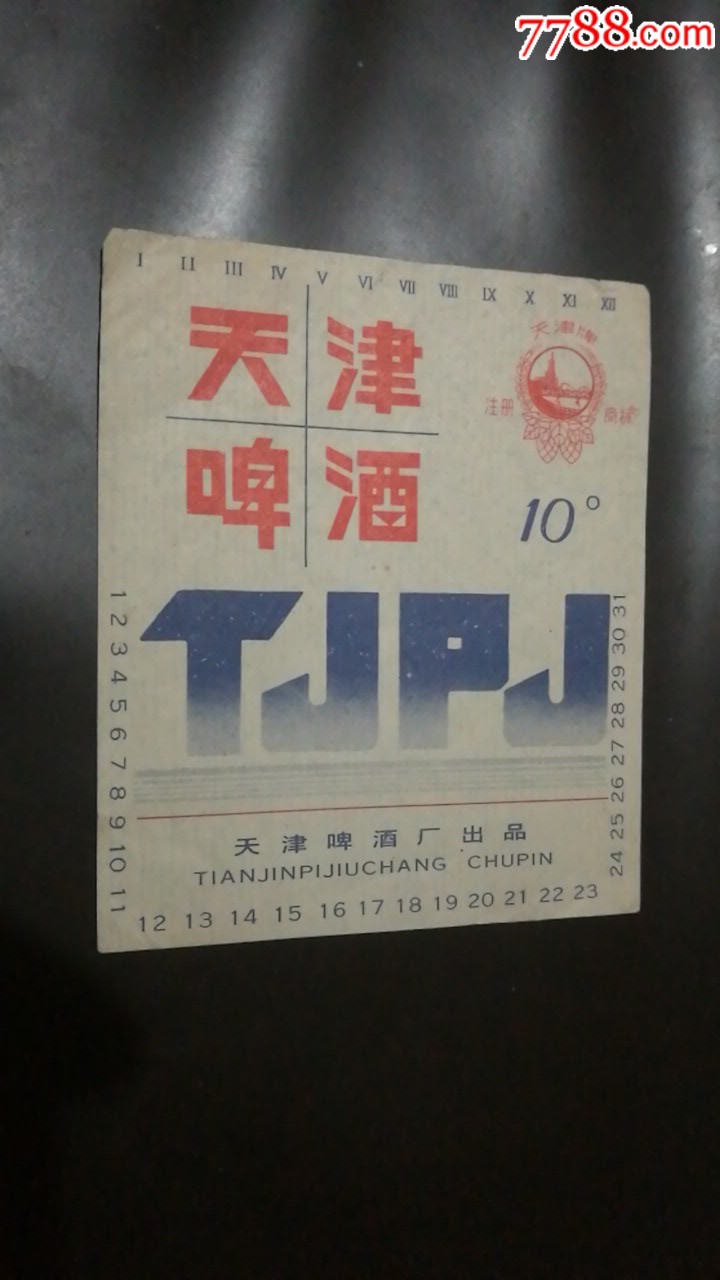 7788.com
I II III IV V VI VII VIII IX X XI XII
天津
啤酒
天津牌
注册 商标
10°
TJPJ
1 2 3 4 5 6 7 8 9 10 11
天津啤酒厂出品
TIANJINPIJIUCHANG CHUPIN
12 13 14 15 16 17 18 19 20 21 22 23
24 25 26 27 28 29 30 31